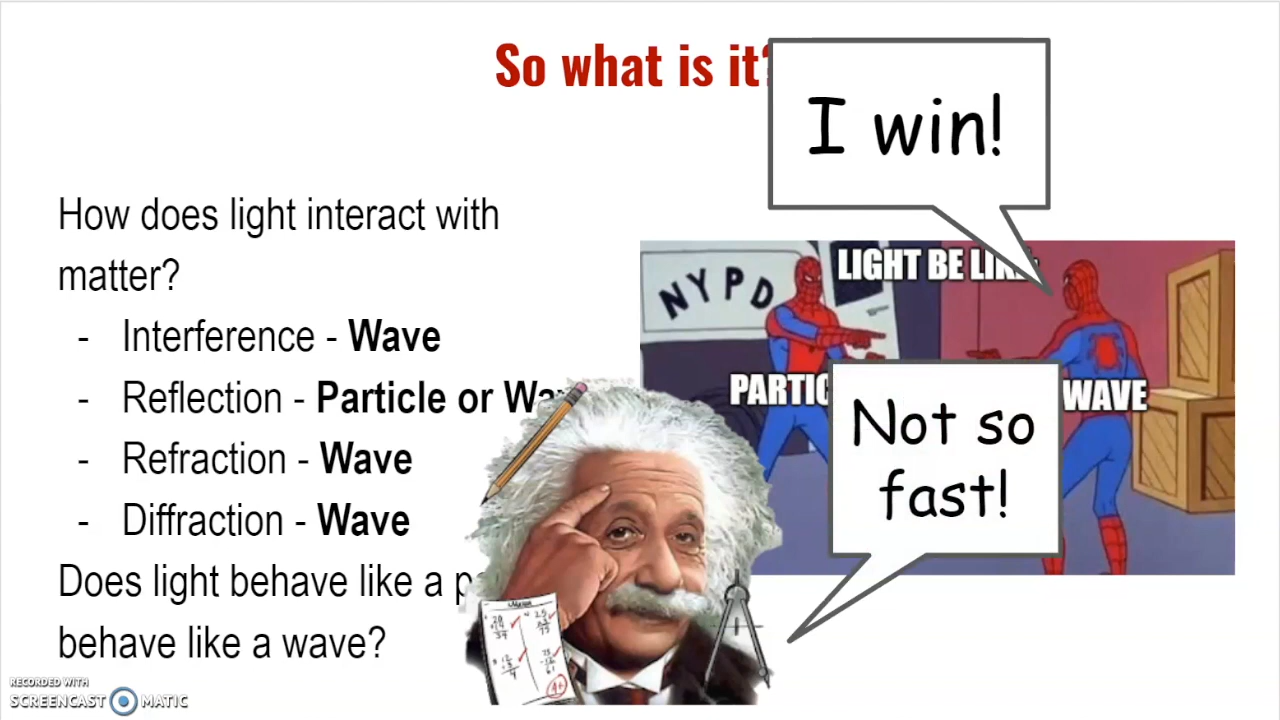 So what is it?
I win!
How does light interact with
matter?
- Interference - Wave
- Reflection - Particle or Wa
- Refraction - Wave
- Diffraction - Wave
Does light behave like a p
behave like a wave?
NYPD
LIGHT BE LIKE
PARTIC
WAVE
Not so
fast!
RECORDED WITH
SCREENCAST MATIC